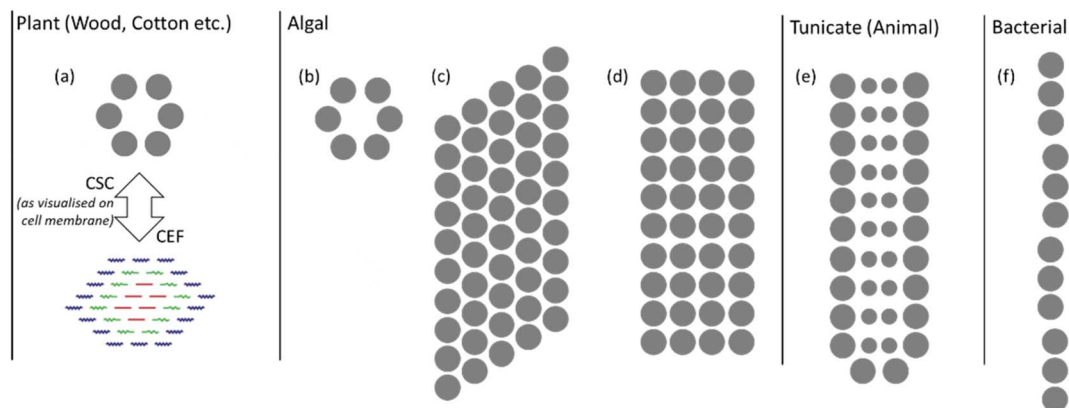 Plant (Wood, Cotton etc.)
Algal
Tunicate (Animal)
Bacterial
(a)
(b)
(c)
(d)
(e)
(f)
CSC
(as visualised on
cell membrane)
CEF